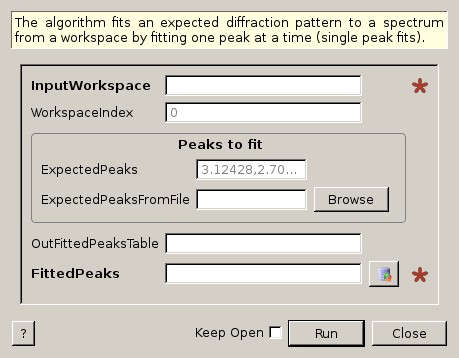 The algorithm fits an expected diffraction pattern to a spectrum
from a workspace by fitting one peak at a time (single peak fits).
InputWorkspace
WorkspaceIndex 0
Peaks to fit
ExpectedPeaks 3.12428,2.70...
ExpectedPeaksFromFile Browse
OutFittedPeaksTable
FittedPeaks
? Keep Open Run Close